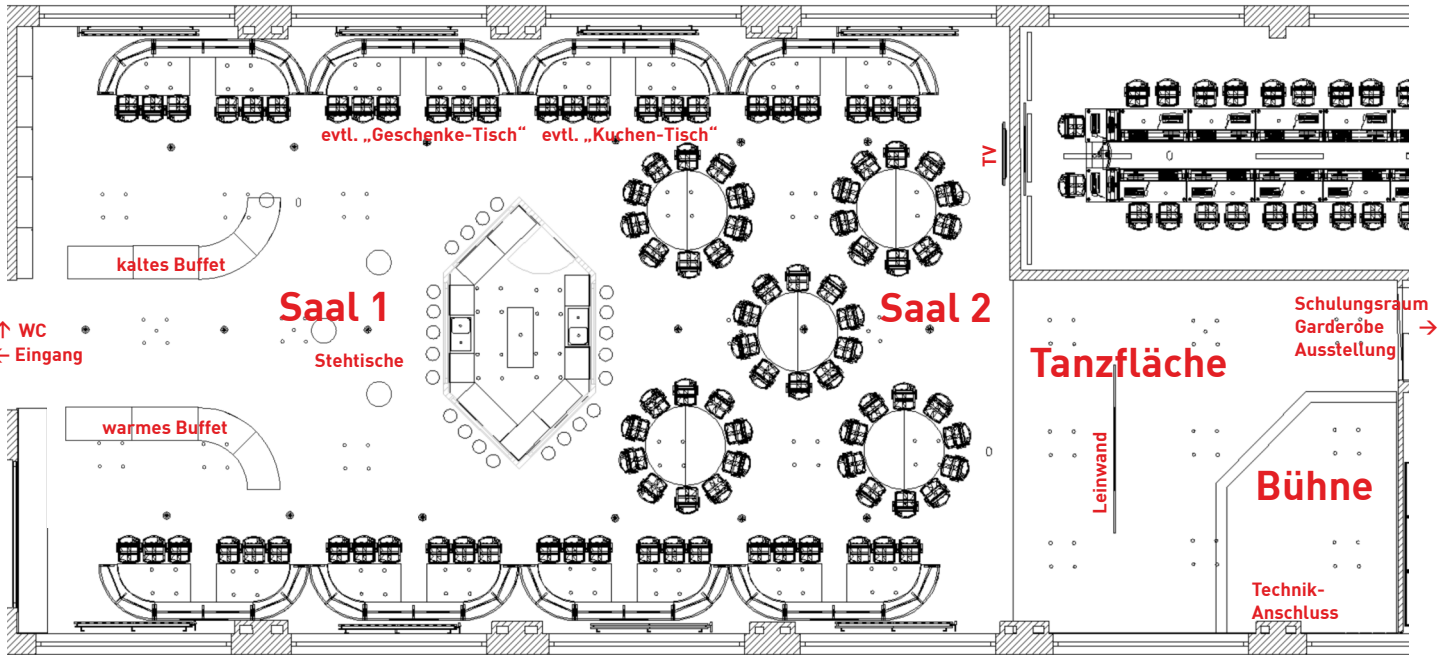 evtl. „Geschenke-Tisch“
evtl. „Kuchen-Tisch“
TV
kaltes Buffet
Saal 1
Saal 2
↑ WC
← Eingang
Stehtische
Schulungsraum
Garderobe →
Ausstellung
Tanzfläche
warmes Buffet
Leinwand
Bühne
Technik-
Anschluss